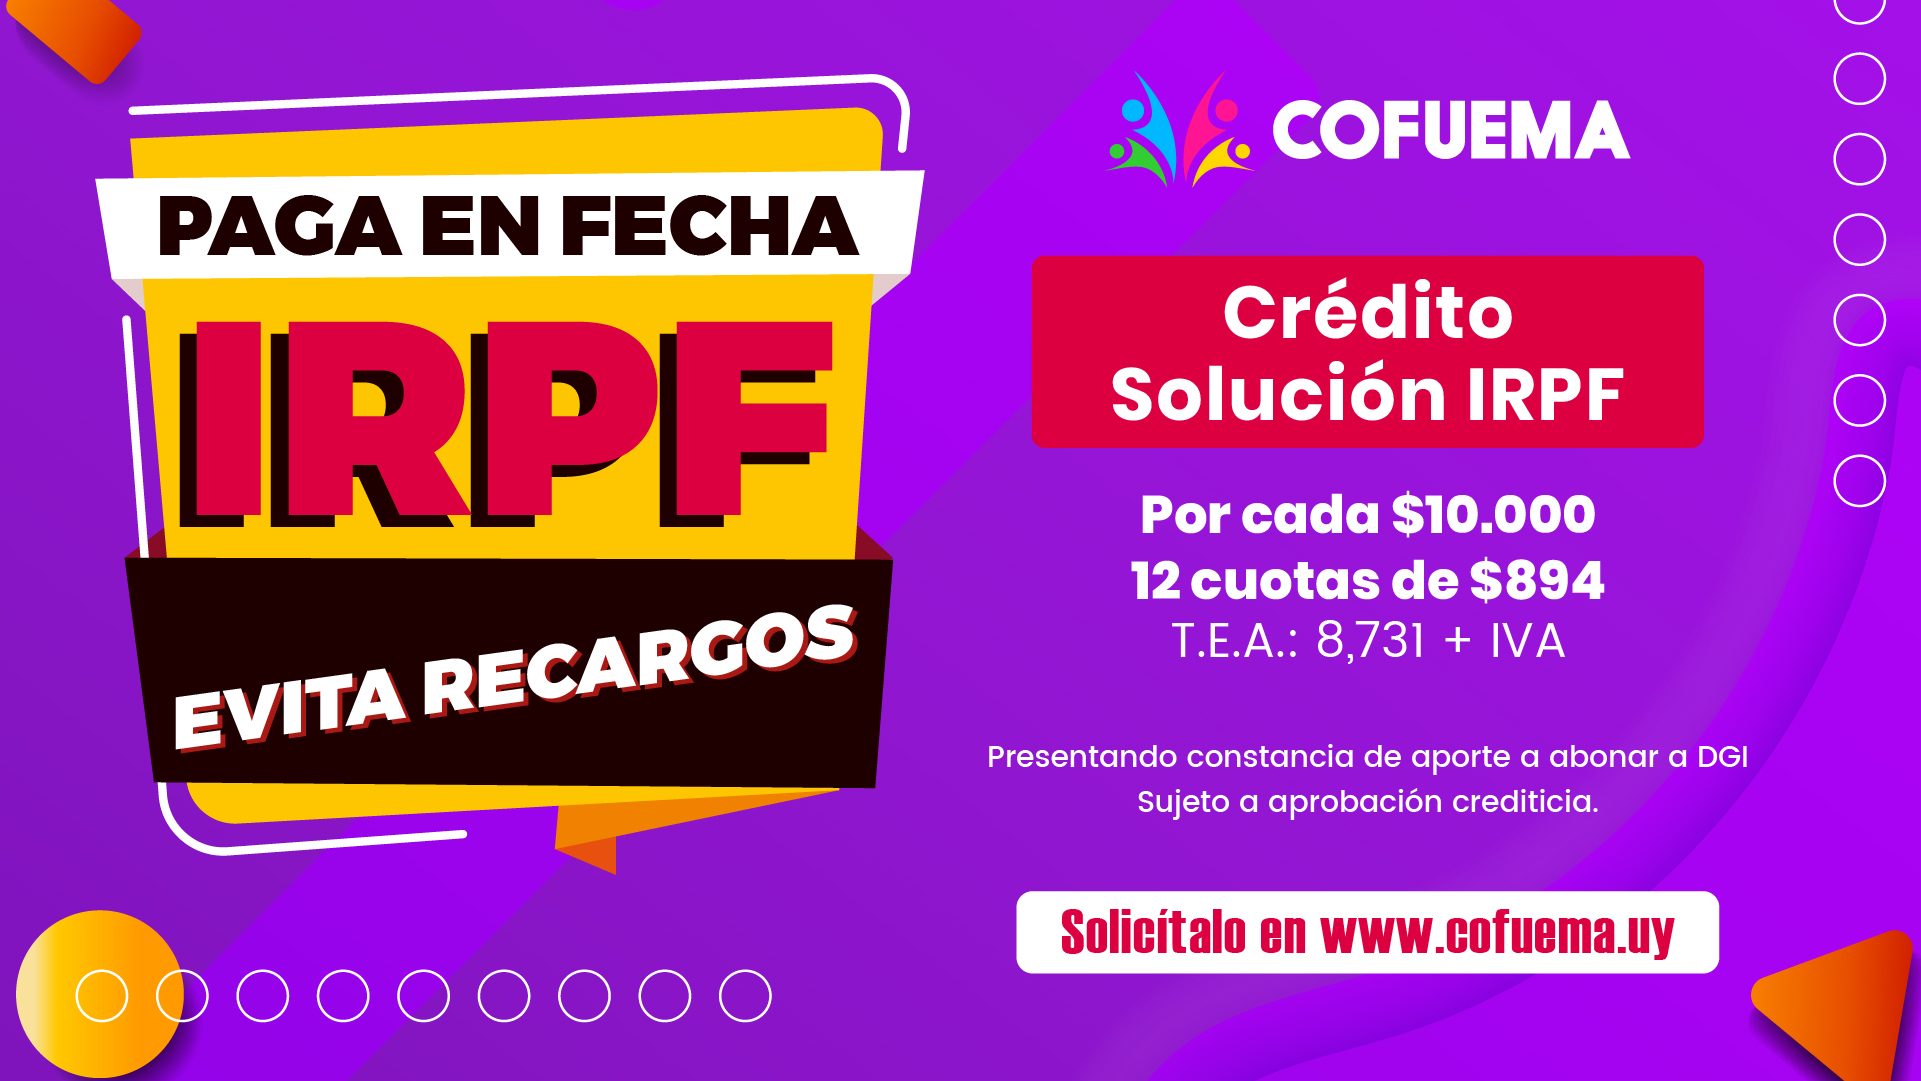 PAGA EN FECHA
IRPF
EVITA RECARGOS
COFUEMA
Crédito
Solución IRPF
Por cada $10.000
12 cuotas de $894
T.E.A.: 8,731 + IVA
Presentando constancia de aporte a abonar a DGI
Sujeto a aprobación crediticia.
Solicítalo en www.cofuema.uy